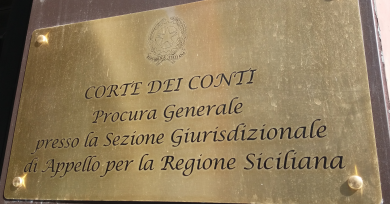 CORTE DEI CONTI
Procura Generale
presso la Sezione Giurisdizionale
di Appello per la Regione Siciliana